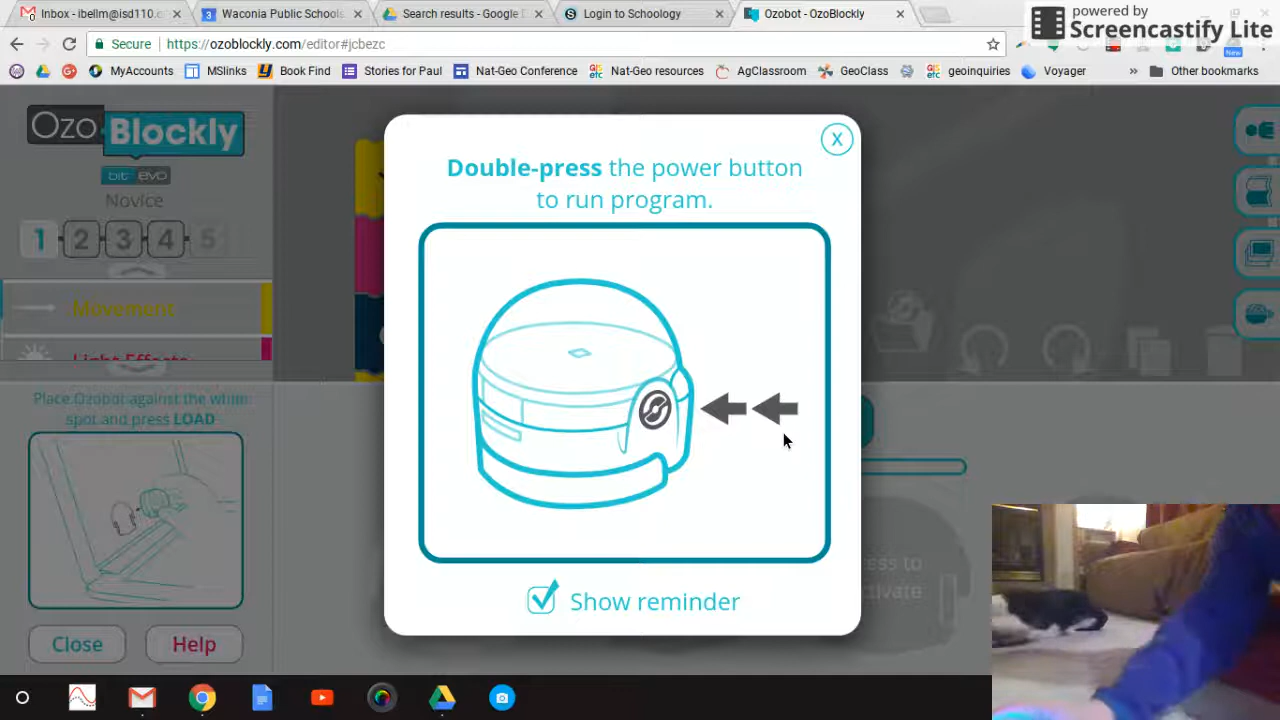 Inbox - ibellm@isd110.
Waconia Public Schools
Search results - Google
Login to Schoology
Ozobot - OzoBlockly
powered by
Screencastify Lite
Secure
https://ozoblockly.com/editor#jcbezc
New
MyAccounts
MSlinks
Book Find
Stories for Paul
Nat-Geo Conference
Nat-Geo resources
AgClassroom
GeoClass
geoinquiries
Voyager
»
Other bookmarks
Ozo Blockly
bit evo
Novice
1 2 3 4 5
Movement
Light Effects
Place Ozobot against the white
spot and press LOAD
Close
Help
X
Double-press the power button
to run program.
Show reminder